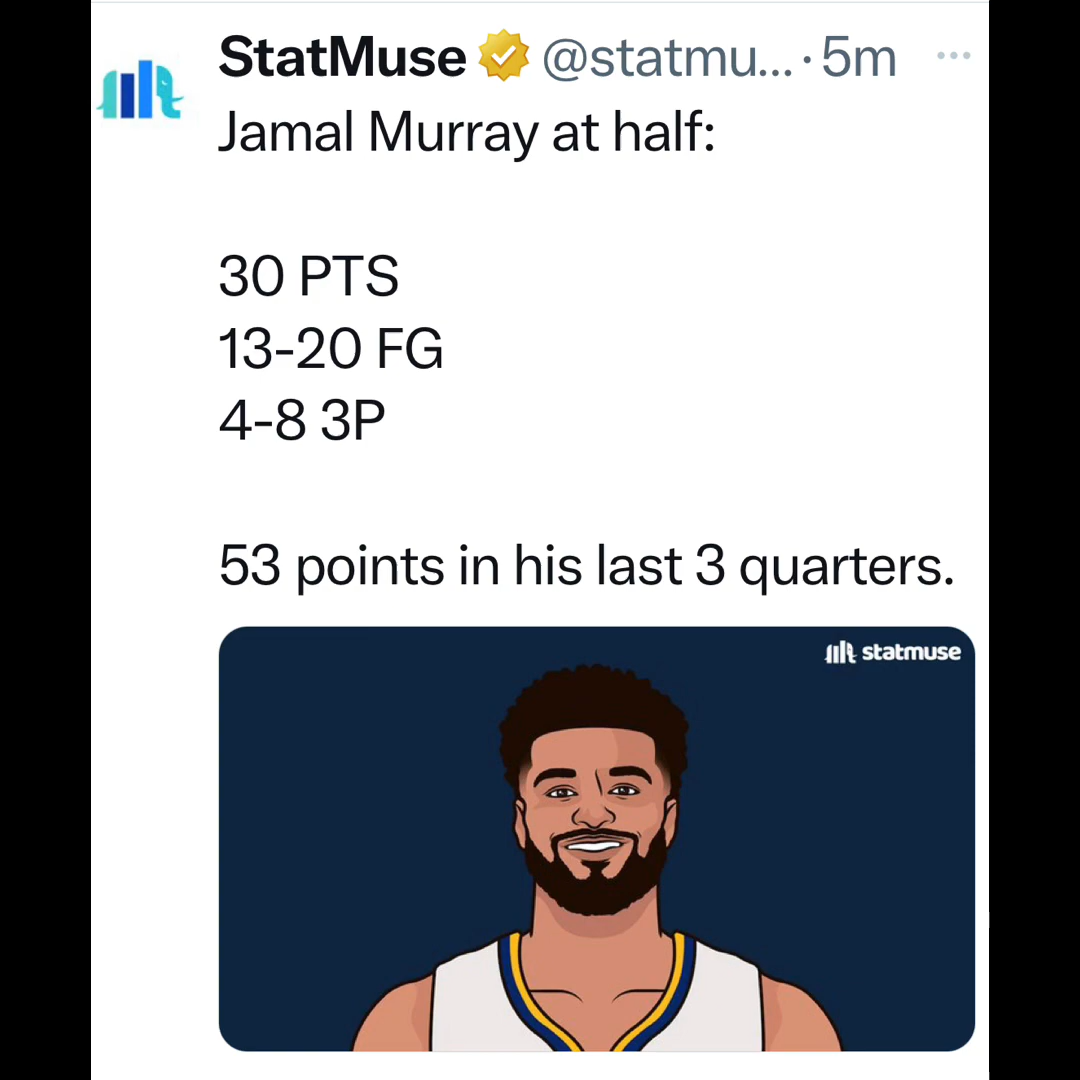 StatMuse @statmu... · 5m ...
Jamal Murray at half:
30 PTS
13-20 FG
4-8 3P
53 points in his last 3 quarters.
statmuse